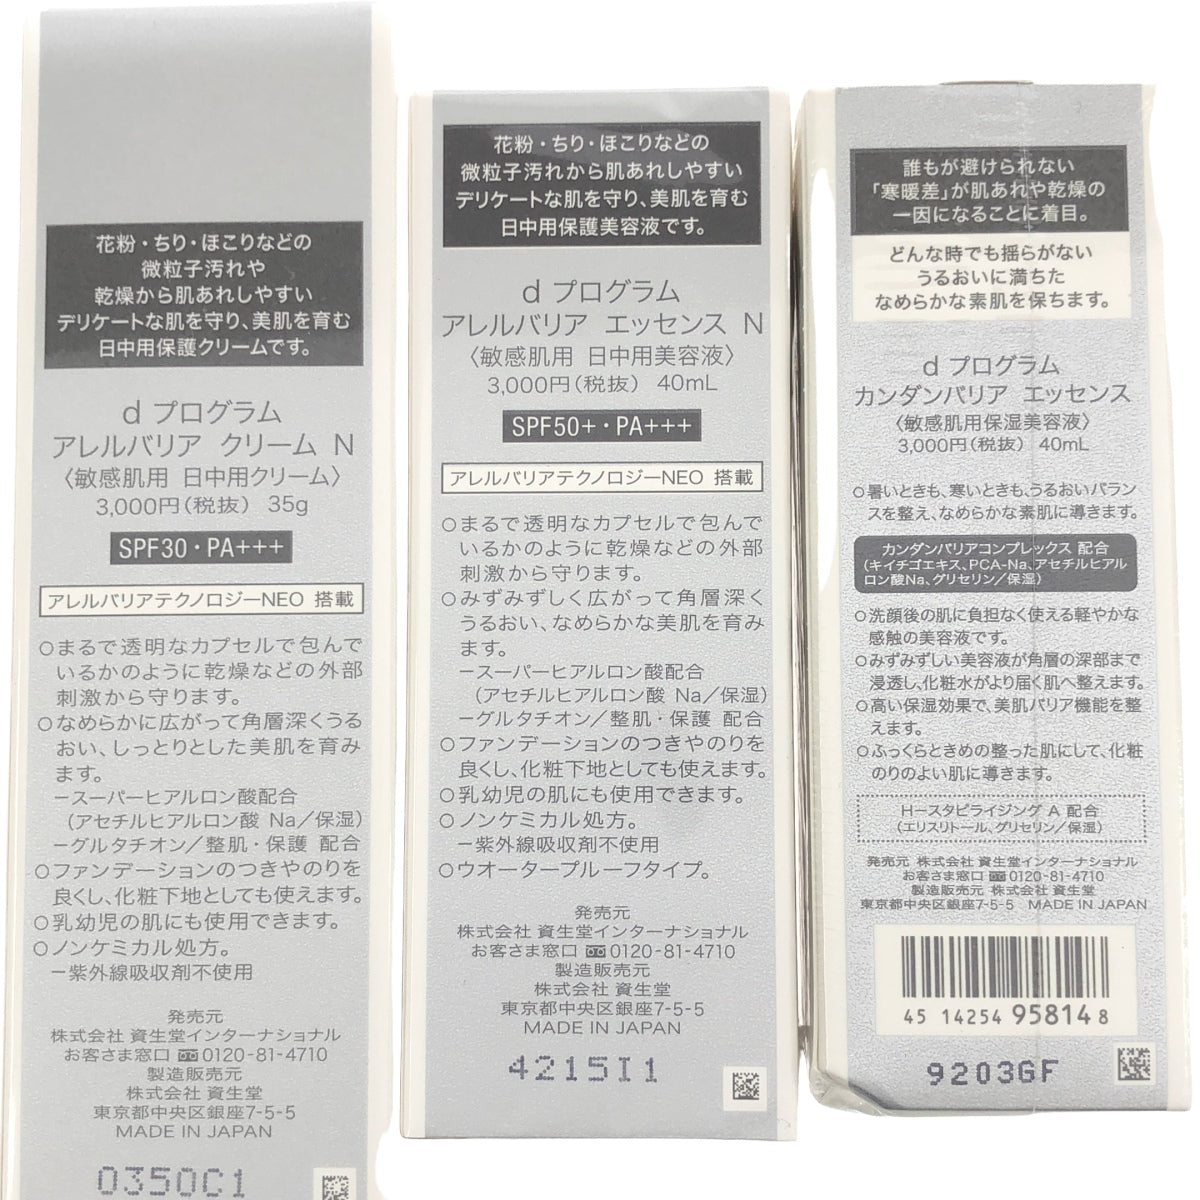 花粉・ちり・ほこりなどの
微粒子汚れや
乾燥から肌あれしやすい
デリケートな肌を守り、美肌を育む
日中用保護クリームです。
d プログラム
アレルバリア クリーム N
〈敏感肌用 日中用クリーム〉
3,000円(税抜) 35g
SPF30・PA+++
アレルバリアテクノロジーNEO 搭載
○まるで透明なカプセルで包んで
いるかのように乾燥などの外部
刺激から守ります。
○なめらかに広がって角層深くうる
おい、しっとりとした美肌を育み
ます。
－スーパーヒアルロン酸配合
(アセチルヒアルロン酸 Na／保湿)
－グルタチオン／整肌・保護 配合
○ファンデーションのつきやのりを
良くし、化粧下地としても使えます。
○乳幼児の肌にも使用できます。
○ノンケミカル処方。
－紫外線吸収剤不使用
発売元
株式会社 資生堂インターナショナル
お客さま窓口 0120-81-4710
製造販売元
株式会社 資生堂
東京都中央区銀座7-5-5
MADE IN JAPAN
0350C1
花粉・ちり・ほこりなどの
微粒子汚れから肌あれしやすい
デリケートな肌を守り、美肌を育む
日中用保護美容液です。
d プログラム
アレルバリア エッセンス N
〈敏感肌用 日中用美容液〉
3,000円(税抜) 40mL
SPF50+・PA+++
アレルバリアテクノロジーNEO 搭載
○まるで透明なカプセルで包んで
いるかのように乾燥などの外部
刺激から守ります。
○みずみずしく広がって角層深く
うるおい、なめらかな美肌を育み
ます。
－スーパーヒアルロン酸配合
(アセチルヒアルロン酸 Na／保湿)
－グルタチオン／整肌・保護 配合
○ファンデーションのつきやのりを
良くし、化粧下地としても使えます。
○乳幼児の肌にも使用できます。
○ノンケミカル処方。
－紫外線吸収剤不使用
○ウオータープルーフタイプ。
発売元
株式会社 資生堂インターナショナル
お客さま窓口 0120-81-4710
製造販売元
株式会社 資生堂
東京都中央区銀座7-5-5
MADE IN JAPAN
4215I1
誰もが避けられない
「寒暖差」が肌あれや乾燥の
一因になることに着目。
どんな時でも揺らがない
うるおいに満ちた
なめらかな素肌を保ちます。
d プログラム
カンダンバリア エッセンス
〈敏感肌用保湿美容液〉
3,000円(税抜) 40mL
○暑いときも、寒いときも、うるおいバラン
スを整え、なめらかな素肌に導きます。
カンダンバリアコンプレックス 配合
(キイチゴエキス、PCA-Na、アセチルヒアル
ロン酸Na、グリセリン／保湿)
○洗顔後の肌に負担なく使える軽やかな
感触の美容液です。
○みずみずしい美容液が角層の深部まで
浸透し、化粧水がより届く肌へ整えます。
○高い保湿効果で、美肌バリア機能を整
えます。
○ふっくらときめの整った肌にして、化粧
のりのよい肌に導きます。
HースタビライジングA 配合
(エリスリトール、グリセリン／保湿)
発売元 株式会社 資生堂インターナショナル
お客さま窓口 0120-81-4710
製造販売元 株式会社 資生堂
東京都中央区銀座7-5-5 MADE IN JAPAN
45 14254 95814 8
9203GF